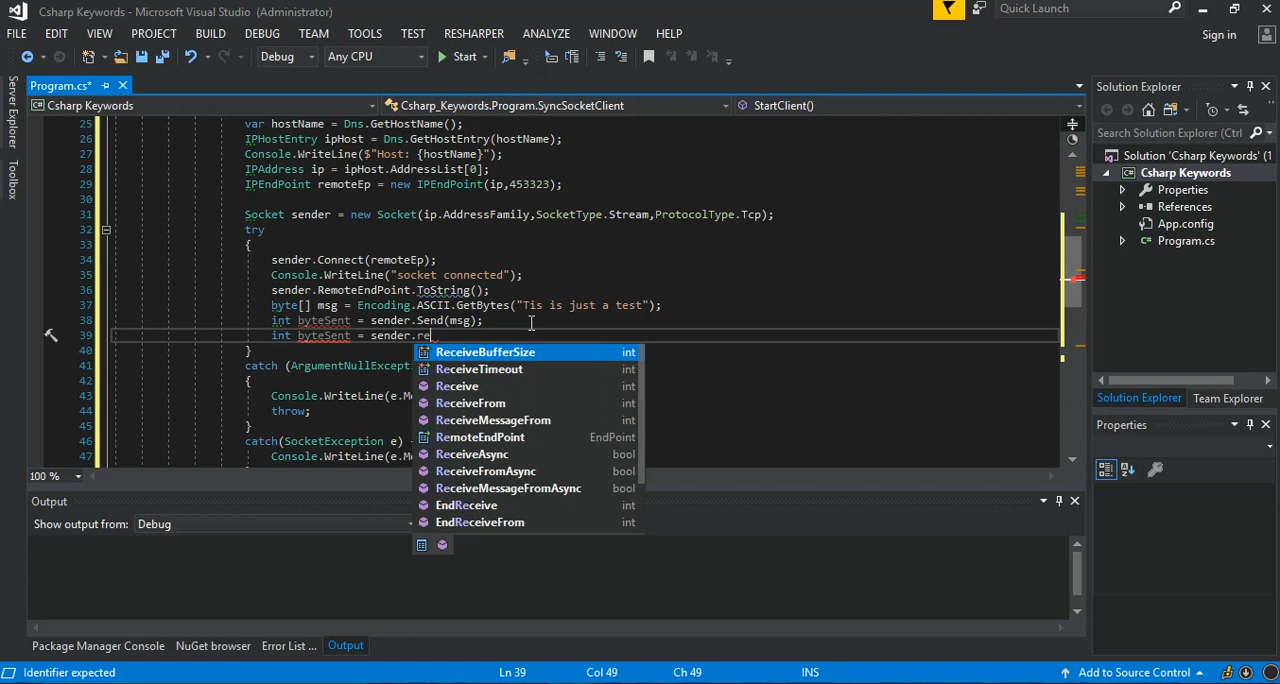 Csharp Keywords - Microsoft Visual Studio (Administrator)
Quick Launch
FILE EDIT VIEW PROJECT BUILD DEBUG TEAM TOOLS TEST RESHARPER ANALYZE WINDOW HELP
Sign in
Debug Any CPU Start
Server Explorer
Toolbox
Program.cs*
Csharp Keywords Csharp_Keywords.Program.SyncSocketClient StartClient()
25 var hostName = Dns.GetHostName();
26 IPHostEntry ipHost = Dns.GetHostEntry(hostName);
27 Console.WriteLine($"Host: {hostName}");
28 IPAddress ip = ipHost.AddressList[0];
29 IPEndPoint remoteEp = new IPEndPoint(ip,453323);
30
31 Socket sender = new Socket(ip.AddressFamily,SocketType.Stream,ProtocolType.Tcp);
32 try
33 {
34 sender.Connect(remoteEp);
35 Console.WriteLine("socket connected");
36 sender.RemoteEndPoint.ToString();
37 byte[] msg = Encoding.ASCII.GetBytes("Tis is just a test");
38 int byteSent = sender.Send(msg);
39 int byteSent = sender.re
40 }
41 catch (ArgumentNullExcepti
42 {
43 Console.WriteLine(e.Me
44 throw;
45 }
46 catch(SocketException e)
47 Console.WriteLine(e.Me
ReceiveBufferSize int
ReceiveTimeout int
Receive int
ReceiveFrom int
ReceiveMessageFrom int
RemoteEndPoint EndPoint
ReceiveAsync bool
ReceiveFromAsync bool
ReceiveMessageFromAsync bool
EndReceive int
EndReceiveFrom int
100 %
Output
Show output from: Debug
Package Manager Console NuGet browser Error List ... Output
Solution Explorer
Search Solution Explorer (Ctrl
Solution 'Csharp Keywords' (1
Csharp Keywords
Properties
References
App.config
Program.cs
Solution Explorer Team Explorer
Properties
Identifier expected Ln 39 Col 49 Ch 49 INS Add to Source Control